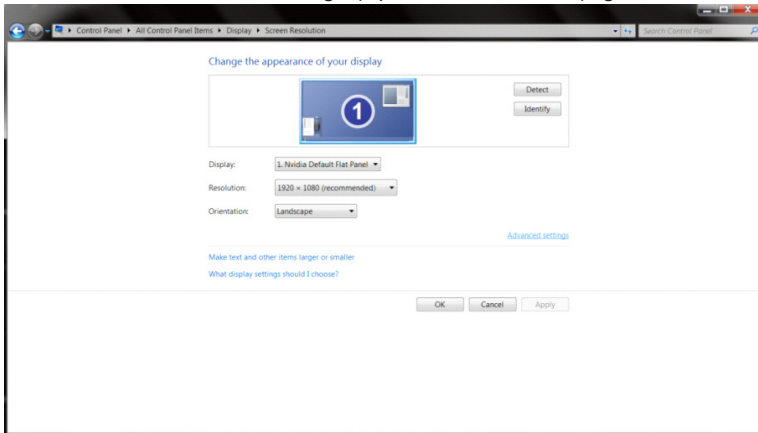 Control Panel ▸ All Control Panel Items ▸ Display ▸ Screen Resolution
Search Control Panel
Change the appearance of your display
1
Detect
Identify
Display: 1. Nvidia Default Flat Panel
Resolution: 1920 × 1080 (recommended)
Orientation: Landscape
Advanced settings
Make text and other items larger or smaller
What display settings should I choose?
OK Cancel Apply